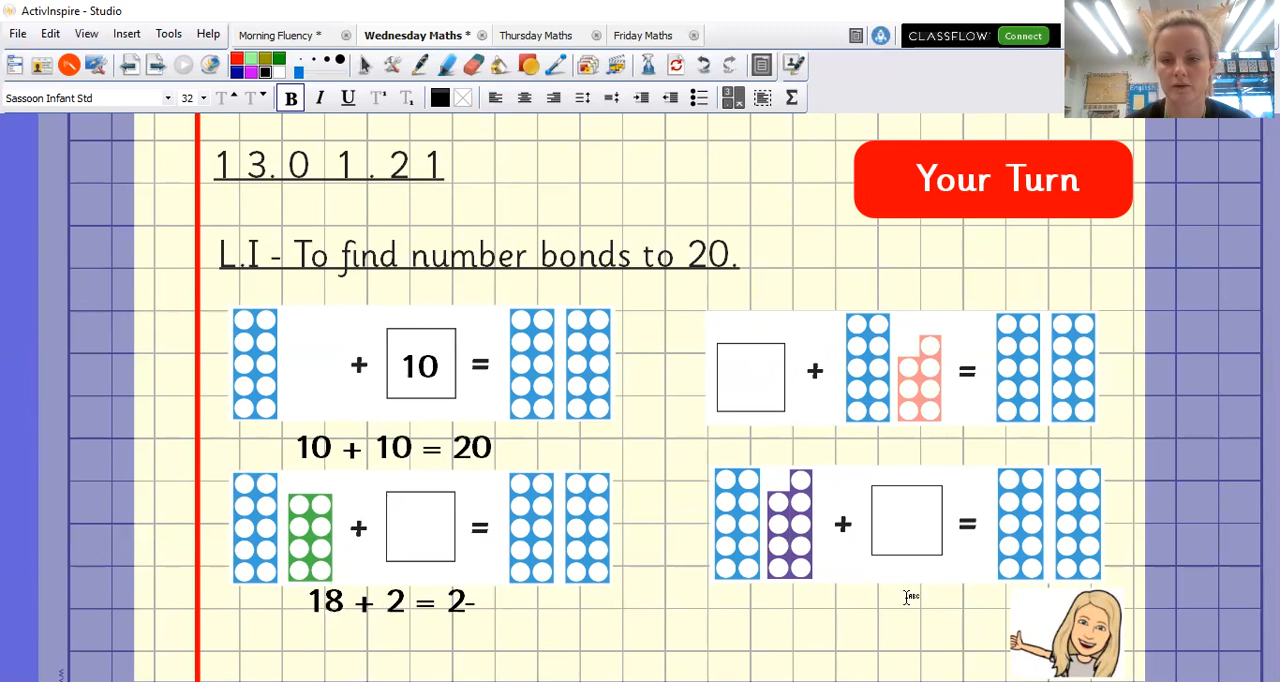 ActivInspire - Studio
File Edit View Insert Tools Help
Morning Fluency * Wednesday Maths * Thursday Maths Friday Maths
CLASSFLOW Connect
Sassoon Infant Std 32 B I U
English
13.01.21
Your Turn
L.I - To find number bonds to 20.
+ 10 =
+ =
10 + 10 = 20
+ =
+ =
18 + 2 = 2-
ABC